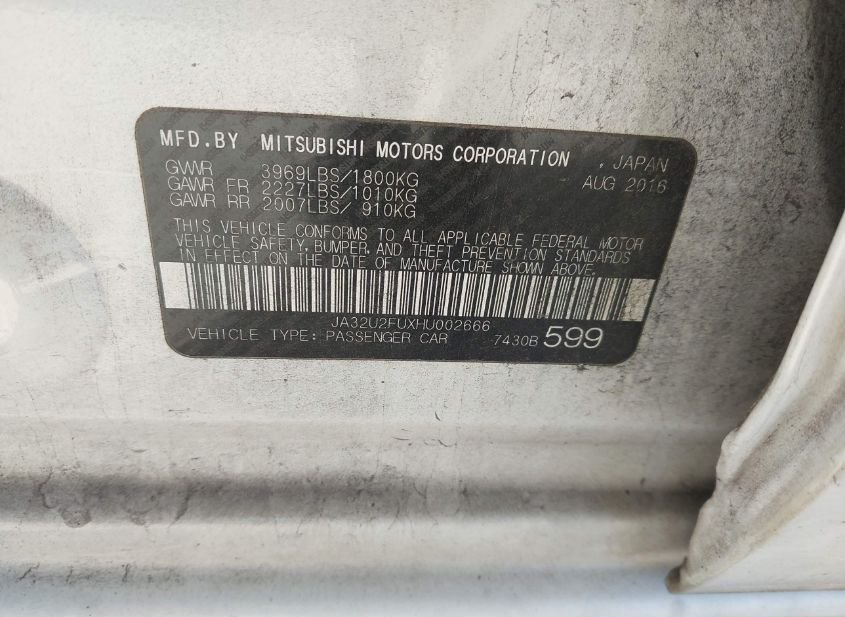 MFD.BY MITSUBISHI MOTORS CORPORATION , JAPAN
GWWR 3969LBS/1800KG AUG 2016
GAWR FR 2227LBS/1010KG
GAWR RR 2007LBS/ 910KG
THIS VEHICLE CONFORMS TO ALL APPLICABLE FEDERAL MOTOR
VEHICLE SAFETY, BUMPER, AND THEFT PREVENTION STANDARDS
IN EFFECT ON THE DATE OF MANUFACTURE SHOWN ABOVE.
JA32U2FUXHU002666
VEHICLE TYPE: PASSENGER CAR 7430B 599